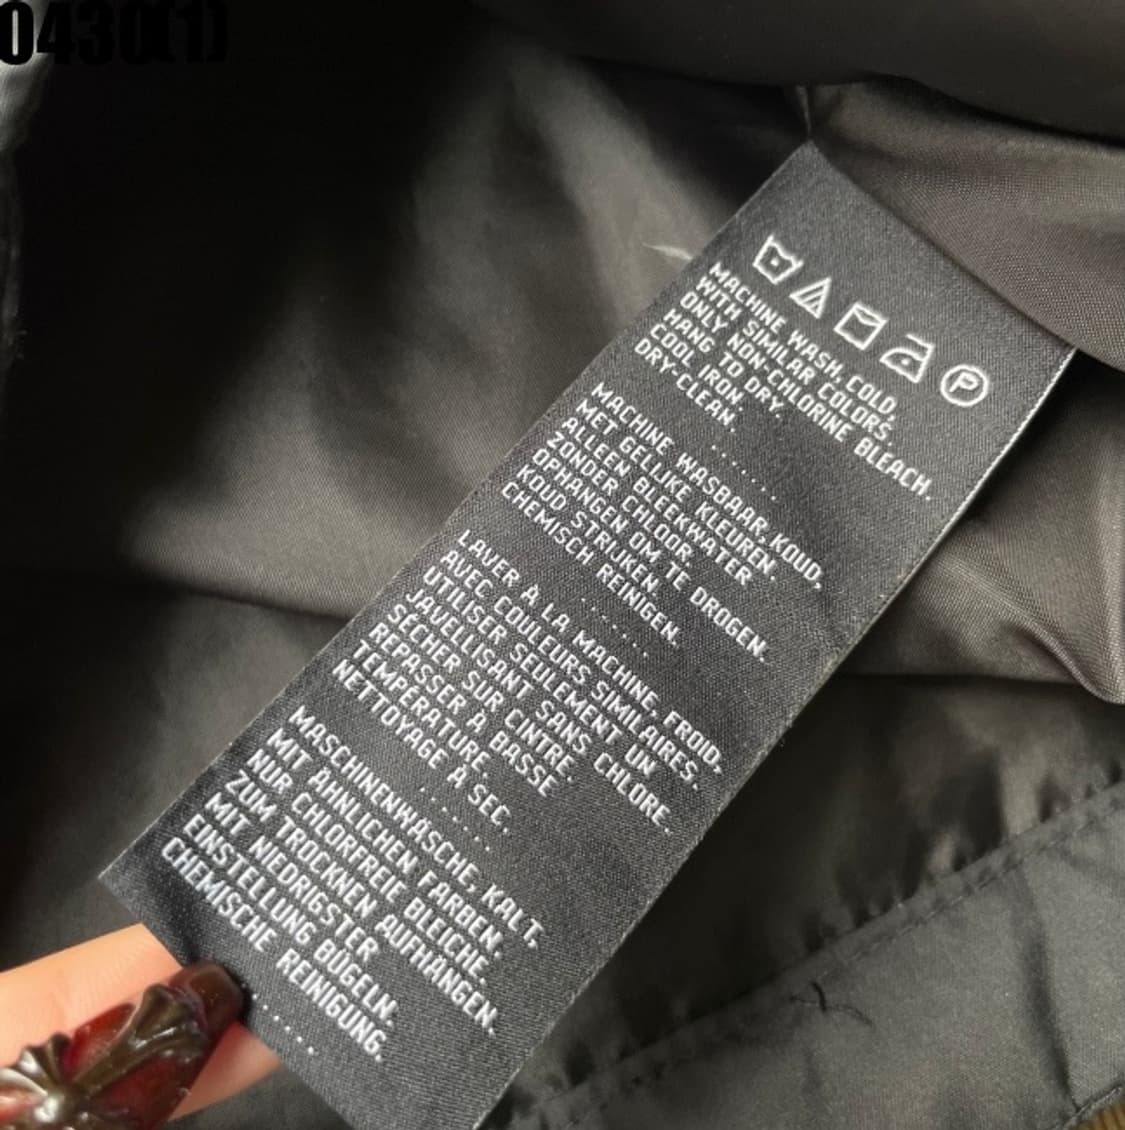 0430(1)
P
MACHINE WASH, COLD,
WITH SIMILAR COLORS.
ONLY NON-CHLORINE BLEACH.
HANG TO DRY.
COOL IRON.
DRY-CLEAN.
.......
MACHINE WASBAAR, KOUD,
MET GELIJKE KLEUREN.
ALLEEN BLEEKWATER
ZONDER CHLOOR.
OPHANGEN OM TE DROGEN.
KOUD STRIJKEN.
CHEMISCH REINIGEN.
.......
LAVER À LA MACHINE, FROID,
AVEC COULEURS SIMILAIRES.
UTILISER SEULEMENT UN
JAVELLISANT SANS CHLORE.
SÉCHER SUR CINTRE.
REPASSER À BASSE
TEMPÉRATURE.
NETTOYAGE À SEC.
.......
MASCHINENWÄSCHE, KALT,
MIT ÄHNLICHEN FARBEN.
NUR CHLORFREIE BLEICHE.
ZUM TROCKNEN AUFHÄNGEN.
MIT NIEDRIGSTER
EINSTELLUNG BÜGELN.
CHEMISCHE REINIGUNG.
.......